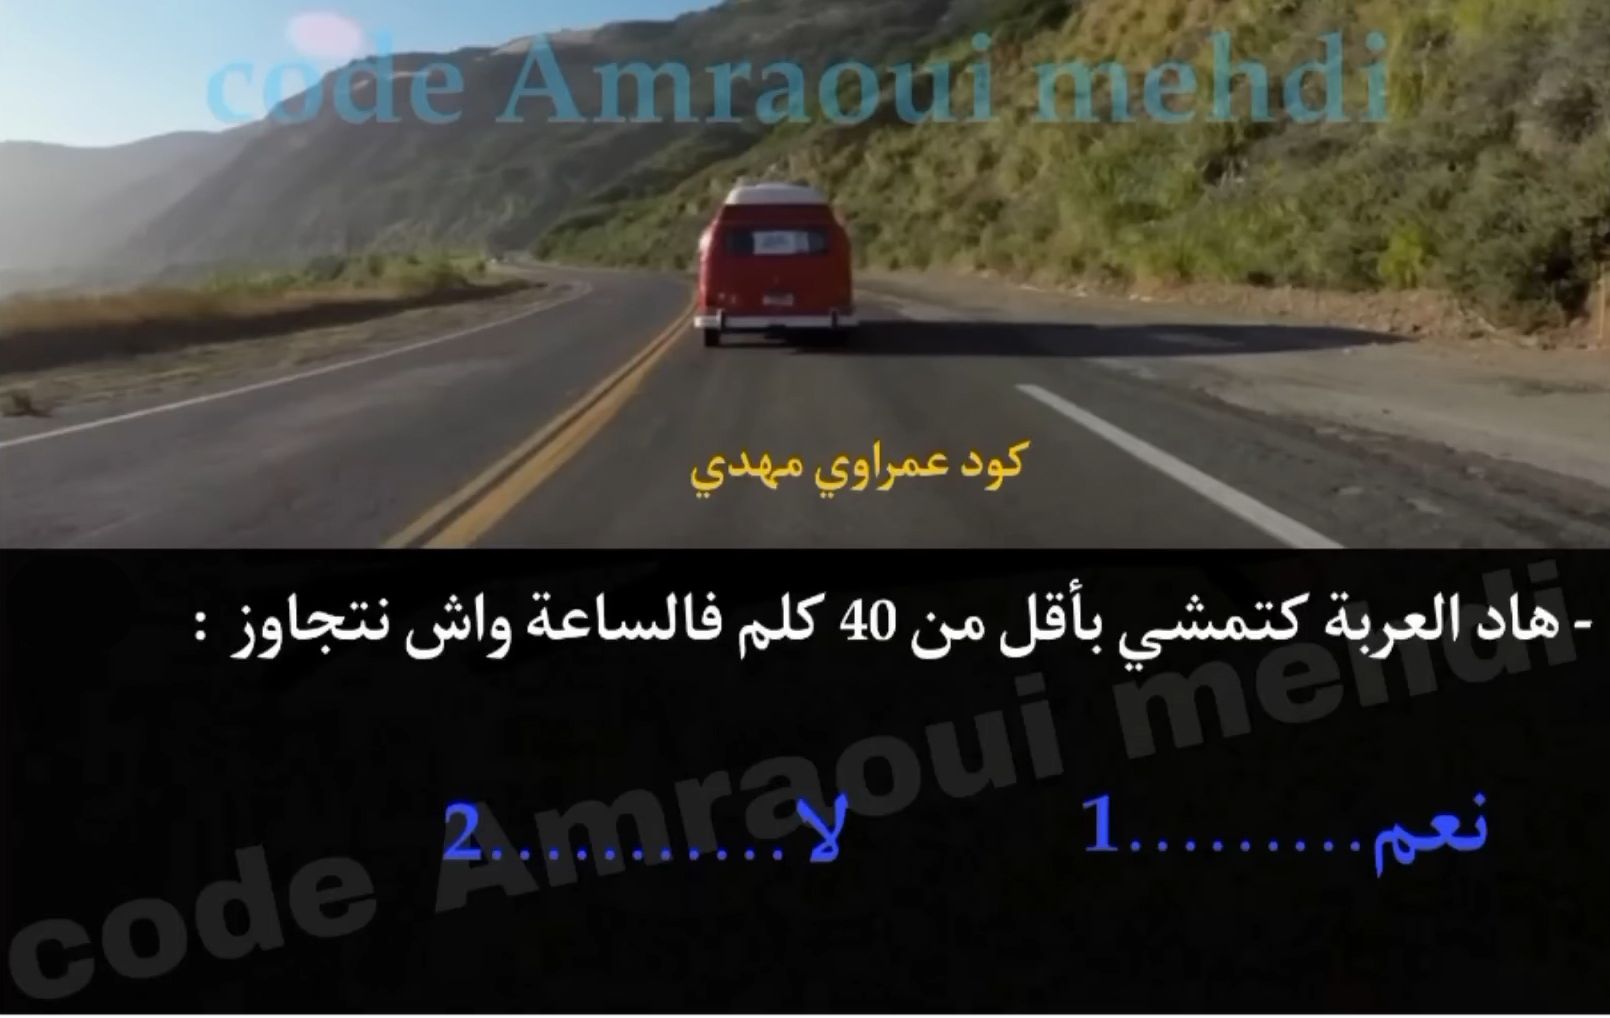 code Amraoui mehdi
كود عمراوي مهدي
- هاد العربة كتمشي بأقل من 40 كلم فالساعة واش نتجاوز :
نعم.........1 لا............2
code Amraoui mehdi